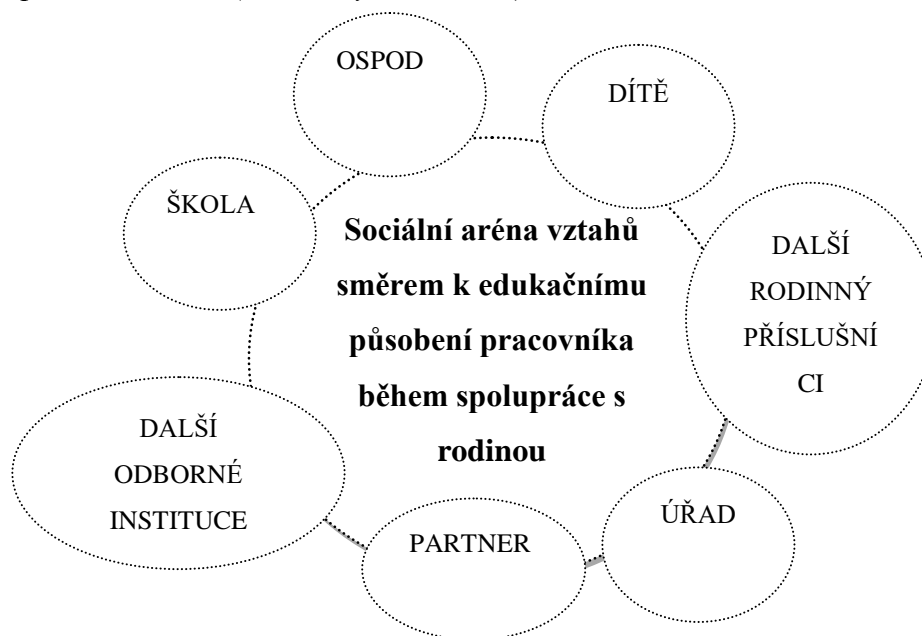 OSPOD
DÍTĚ
ŠKOLA
Sociální aréna vztahů
směrem k edukačnímu
působení pracovníka
během spolupráce s
rodinou
DALŠÍ
RODINNÝ
PŘÍSLUŠNÍ
CI
DALŠÍ
ODBORNÉ
INSTITUCE
ÚŘAD
PARTNER